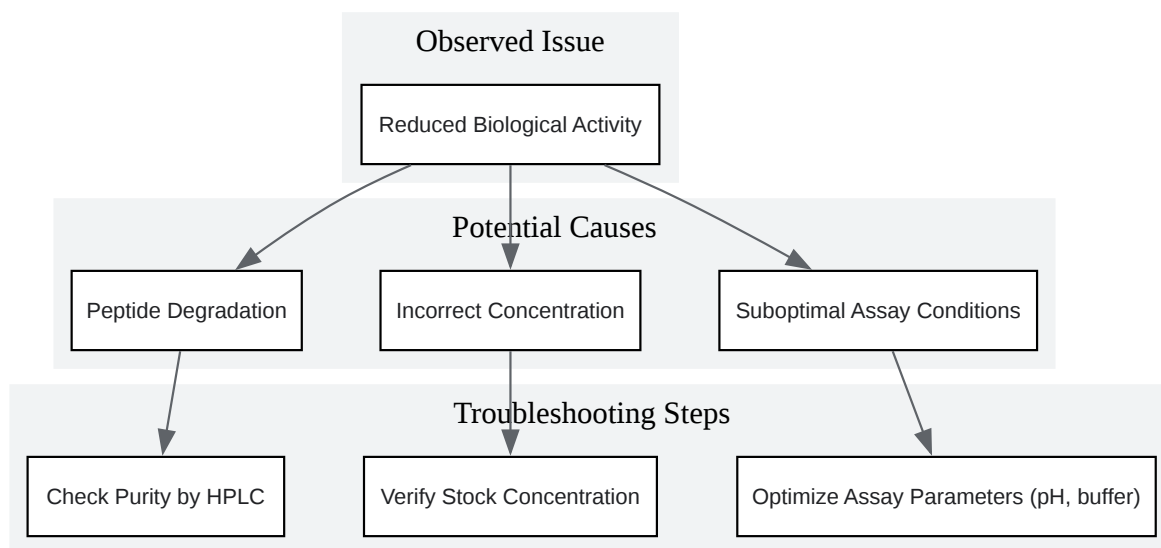 Observed Issue
Reduced Biological Activity
Potential Causes
Peptide Degradation
Incorrect Concentration
Suboptimal Assay Conditions
Troubleshooting Steps
Check Purity by HPLC
Verify Stock Concentration
Optimize Assay Parameters (pH, buffer)